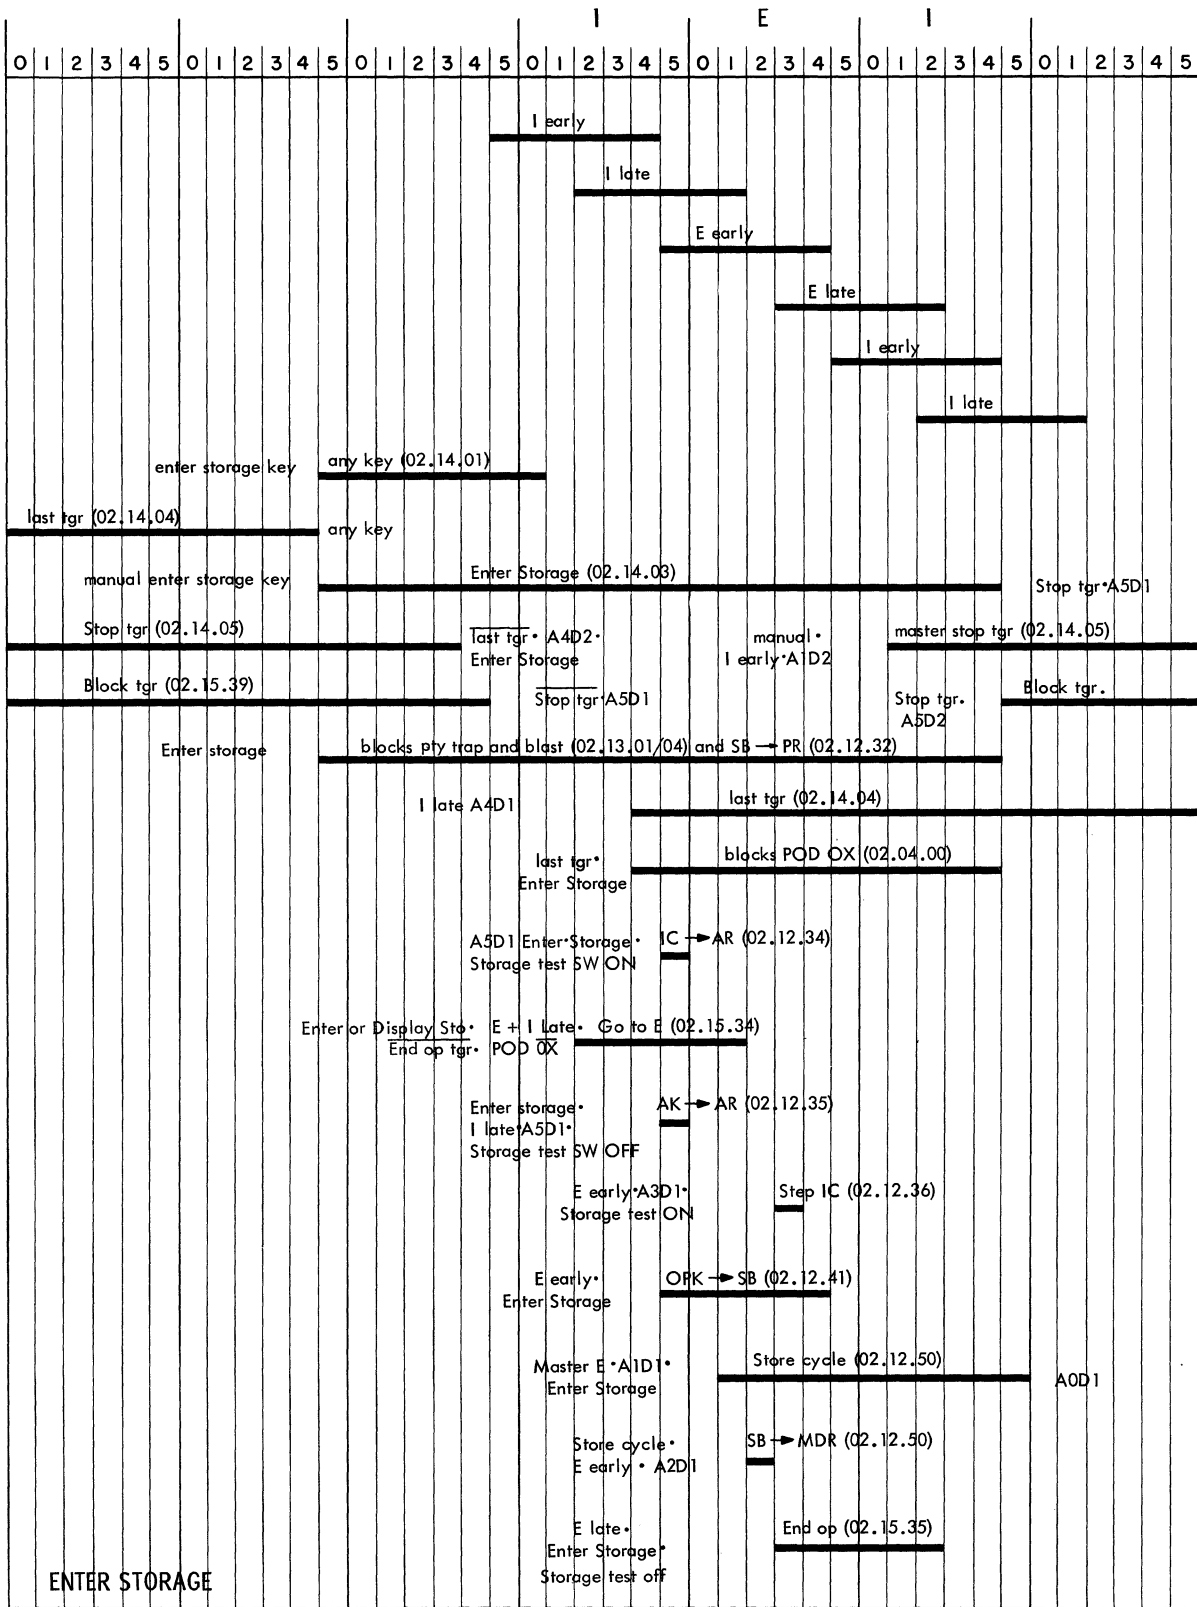 I E I
0 1 2 3 4 5 0 1 2 3 4 5 0 1 2 3 4 5 0 1 2 3 4 5 0 1 2 3 4 5 0 1 2 3 4 5 0 1 2 3 4 5
I early
I late
E early
E late
I early
I late
enter storage key any key (02.14.01)
last tgr (02.14.04) any key
manual enter storage key Enter Storage (02.14.03) Stop tgr·A5D1
Stop tgr (02.14.05) last tgr· A4D2· manual· master stop tgr (02.14.05)
Enter Storage I early·A1D2
Block tgr (02.15.39) Stop tgr·A5D1 Stop tgr. Block tgr.
A5D2
Enter storage blocks pty trap and blast (02.13.01/04) and SB → PR (02.12.32)
I late A4D1 last tgr (02.14.04)
last tgr· blocks POD OX (02.04.00)
Enter Storage
A5D1 Enter·Storage· IC → AR (02.12.34)
Storage test SW ON
Enter or Display Sto· E + I Late· Go to E (02.15.34)
End op tgr· POD 0X
Enter storage· AK → AR (02.12.35)
I late·A5D1·
Storage test SW OFF
E early·A3D1· Step IC (02.12.36)
Storage test ON
E early· OPK → SB (02.12.41)
Enter Storage
Master E ·A1D1· Store cycle (02.12.50)
Enter Storage A0D1
Store cycle· SB → MDR (02.12.50)
E early · A2D1
E late· End op (02.15.35)
Enter Storage·
Storage test off
ENTER STORAGE